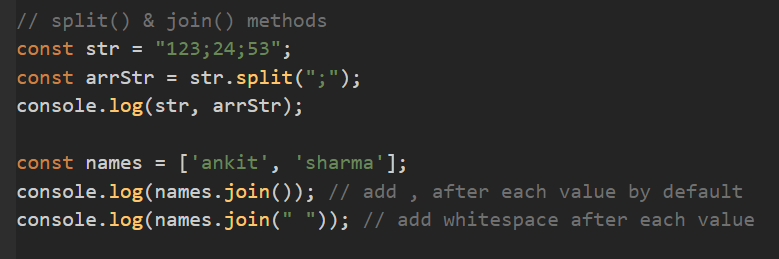 // split() & join() methods
const str = "123;24;53";
const arrStr = str.split(";");
console.log(str, arrStr);
const names = ['ankit', 'sharma'];
console.log(names.join()); // add , after each value by default
console.log(names.join(" ")); // add whitespace after each value